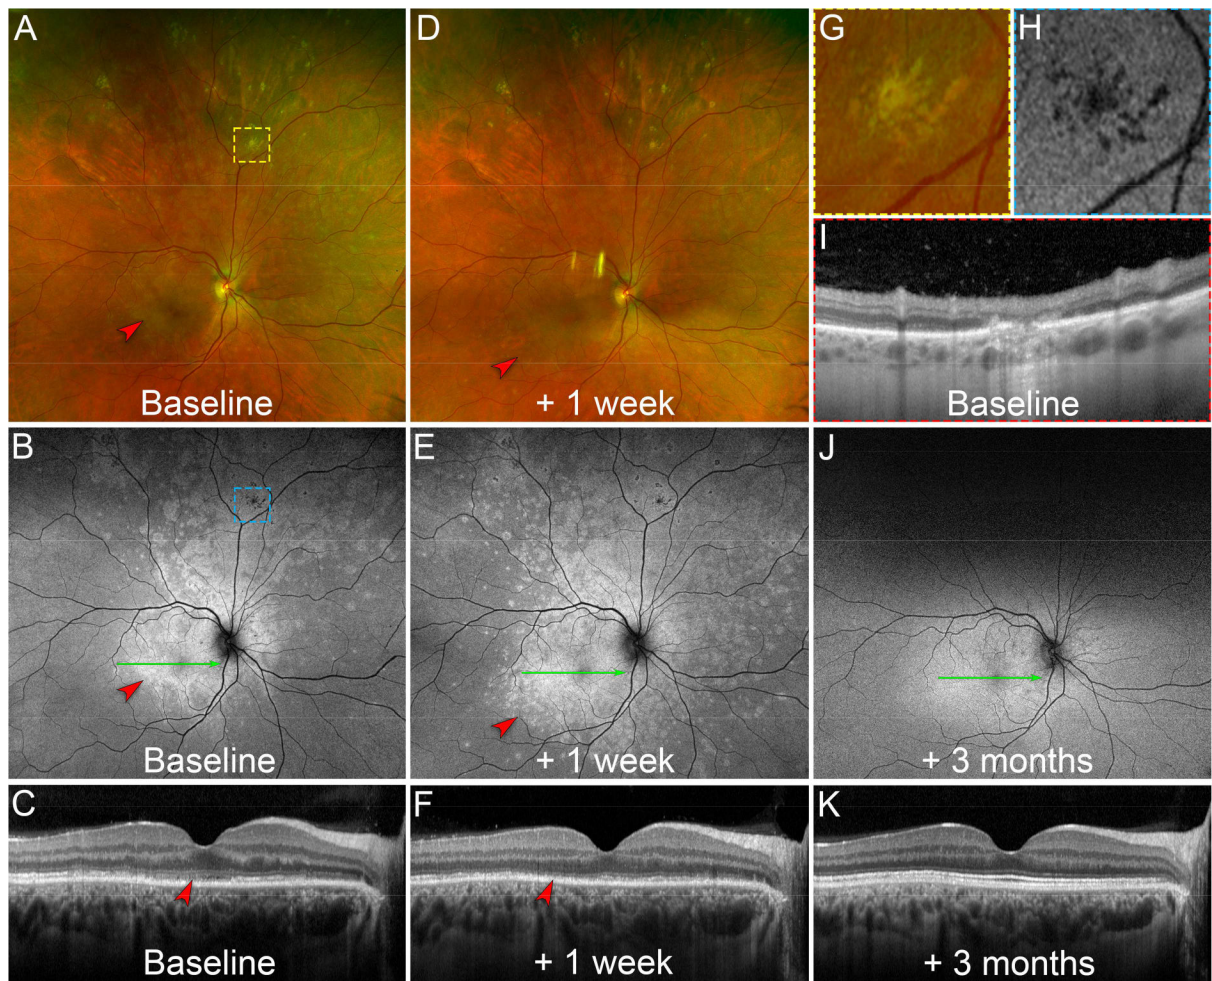 A
Baseline
D
+ 1 week
G
H
I
Baseline
B
Baseline
E
+ 1 week
J
+ 3 months
C
Baseline
F
+ 1 week
K
+ 3 months